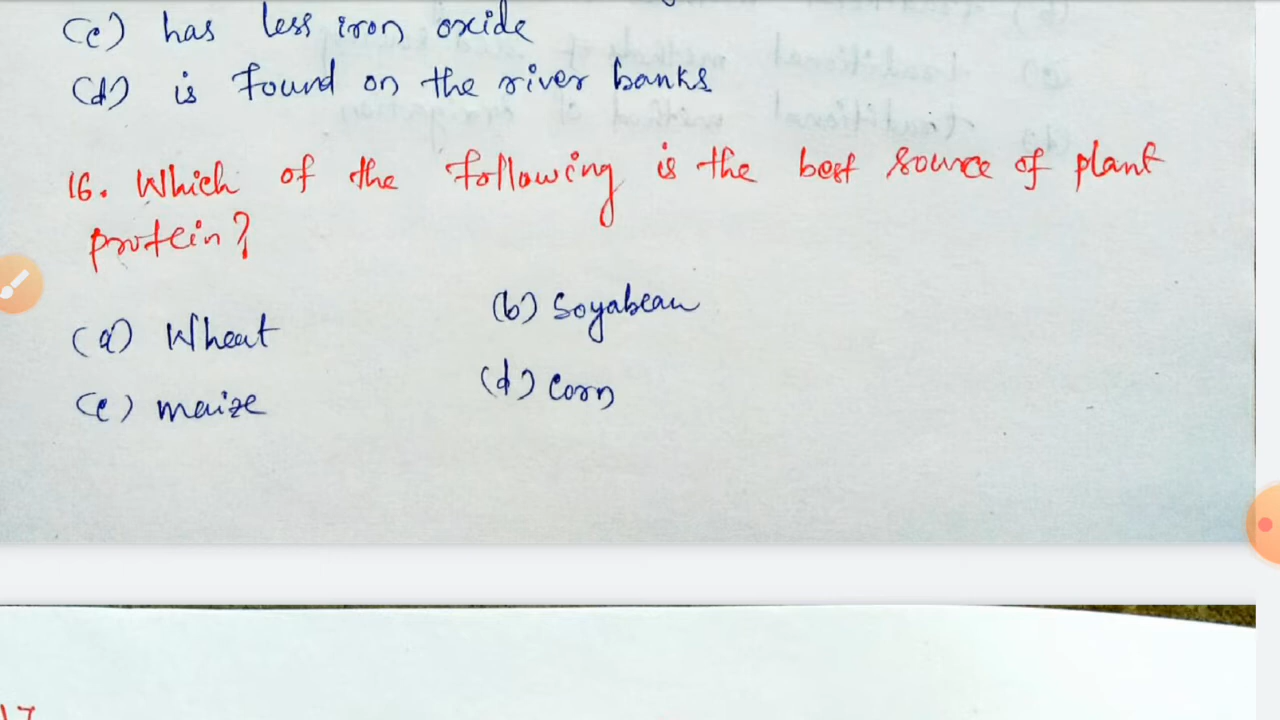 (c) has less iron oxide
(d) is found on the river banks
16. Which of the following is the best source of plant
protein?
(a) Wheat
(b) Soyabean
(c) maize
(d) Corn
17